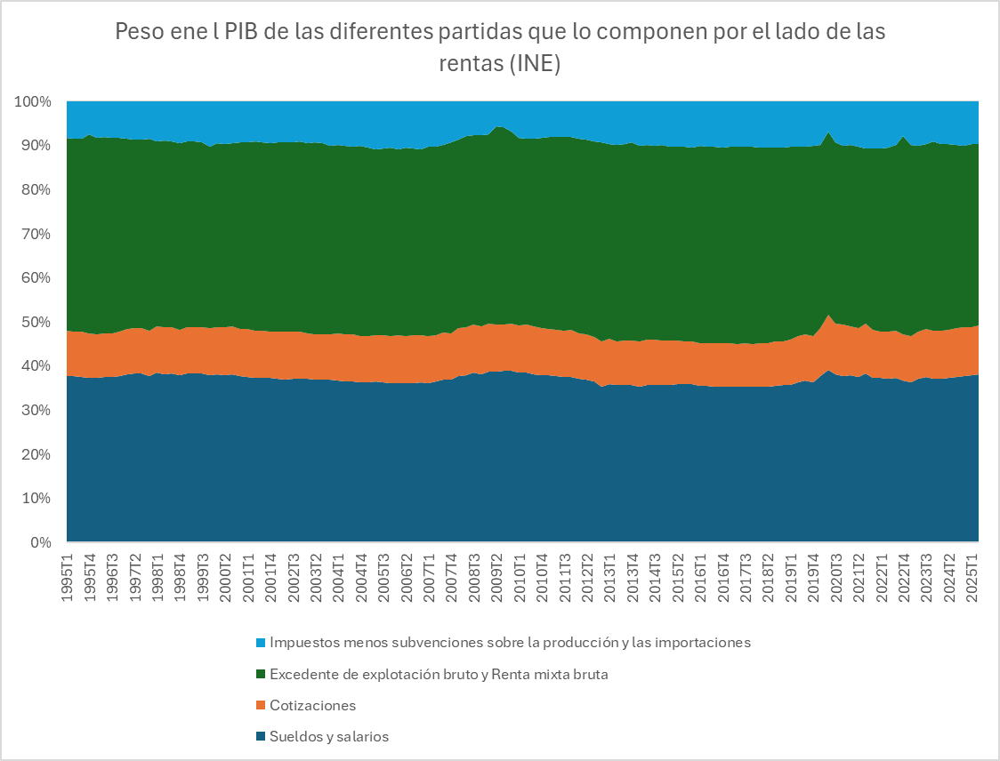 Peso ene l PIB de las diferentes partidas que lo componen por el lado de las
rentas (INE)
100%
90%
80%
70%
60%
50%
40%
30%
20%
10%
0%
1995T1
1995T4
1996T3
1997T2
1998T1
1998T4
1999T3
2000T2
2001T1
2001T4
2002T3
2003T2
2004T1
2004T4
2005T3
2006T2
2007T1
2007T4
2008T3
2009T2
2010T1
2010T4
2011T3
2012T2
2013T1
2013T4
2014T3
2015T2
2016T1
2016T4
2017T3
2018T2
2019T1
2019T4
2020T3
2021T2
2022T1
2022T4
2023T3
2024T2
2025T1
Impuestos menos subvenciones sobre la producción y las importaciones
Excedente de explotación bruto y Renta mixta bruta
Cotizaciones
Sueldos y salarios